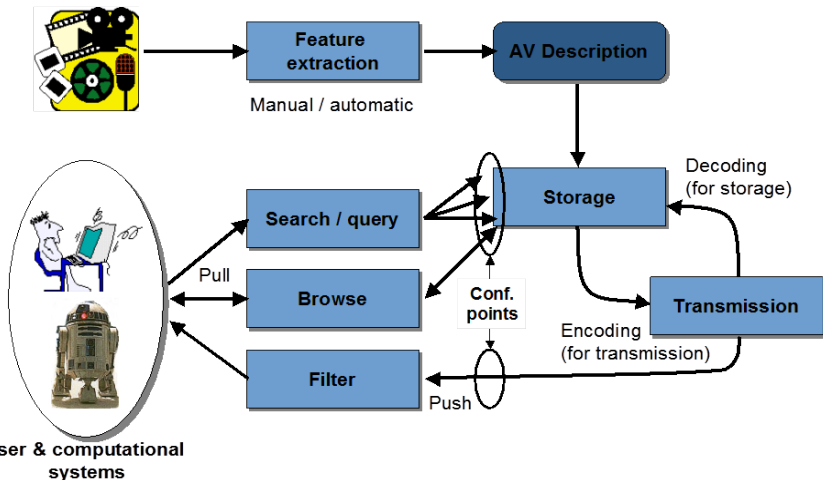 Feature
extraction
AV Description
Manual / automatic
Decoding
(for storage)
Storage
Search / query
Pull
Browse
Conf.
points
Transmission
Encoding
(for transmission)
Filter
Push
ser & computational
systems